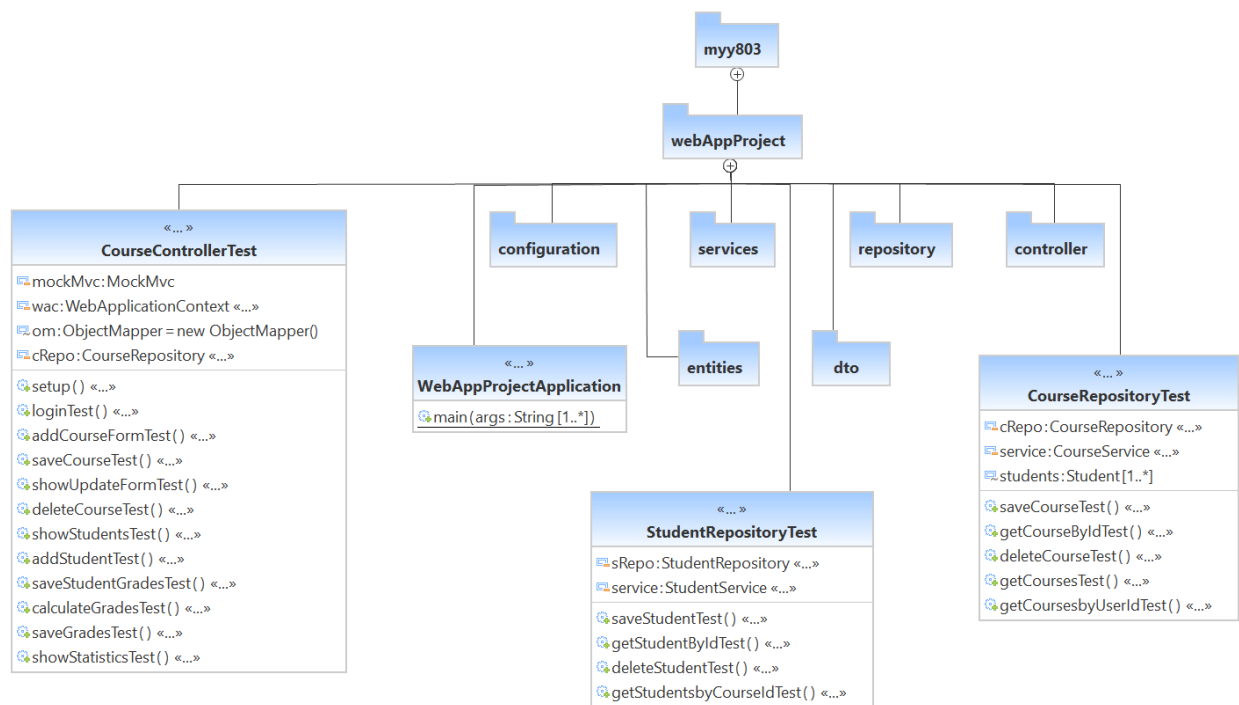 myy803
webAppProject
«... »
CourseControllerTest
mockMvc:MockMvc
wac:WebApplicationContext «...»
om:ObjectMapper = new ObjectMapper()
cRepo:CourseRepository «...»
setup( ) «...»
loginTest( ) «...»
addCourseFormTest( ) «...»
saveCourseTest( ) «...»
showUpdateFormTest( ) «...»
deleteCourseTest( ) «...»
showStudentsTest( ) «...»
addStudentTest( ) «...»
saveStudentGradesTest( ) «...»
calculateGradesTest( ) «...»
saveGradesTest( ) «...»
showStatisticsTest( ) «...»
configuration
services
repository
controller
«... »
WebAppProjectApplication
main(args : String [1..*])
entities
dto
«... »
StudentRepositoryTest
sRepo:StudentRepository «...»
service:StudentService «...»
saveStudentTest( ) «...»
getStudentByIdTest( ) «...»
deleteStudentTest( ) «...»
getStudentsbyCourseIdTest( ) «...»
«... »
CourseRepositoryTest
cRepo:CourseRepository «...»
service:CourseService «...»
students:Student[1..*]
saveCourseTest( ) «...»
getCourseByIdTest( ) «...»
deleteCourseTest( ) «...»
getCoursesTest( ) «...»
getCoursesbyUserIdTest( ) «...»